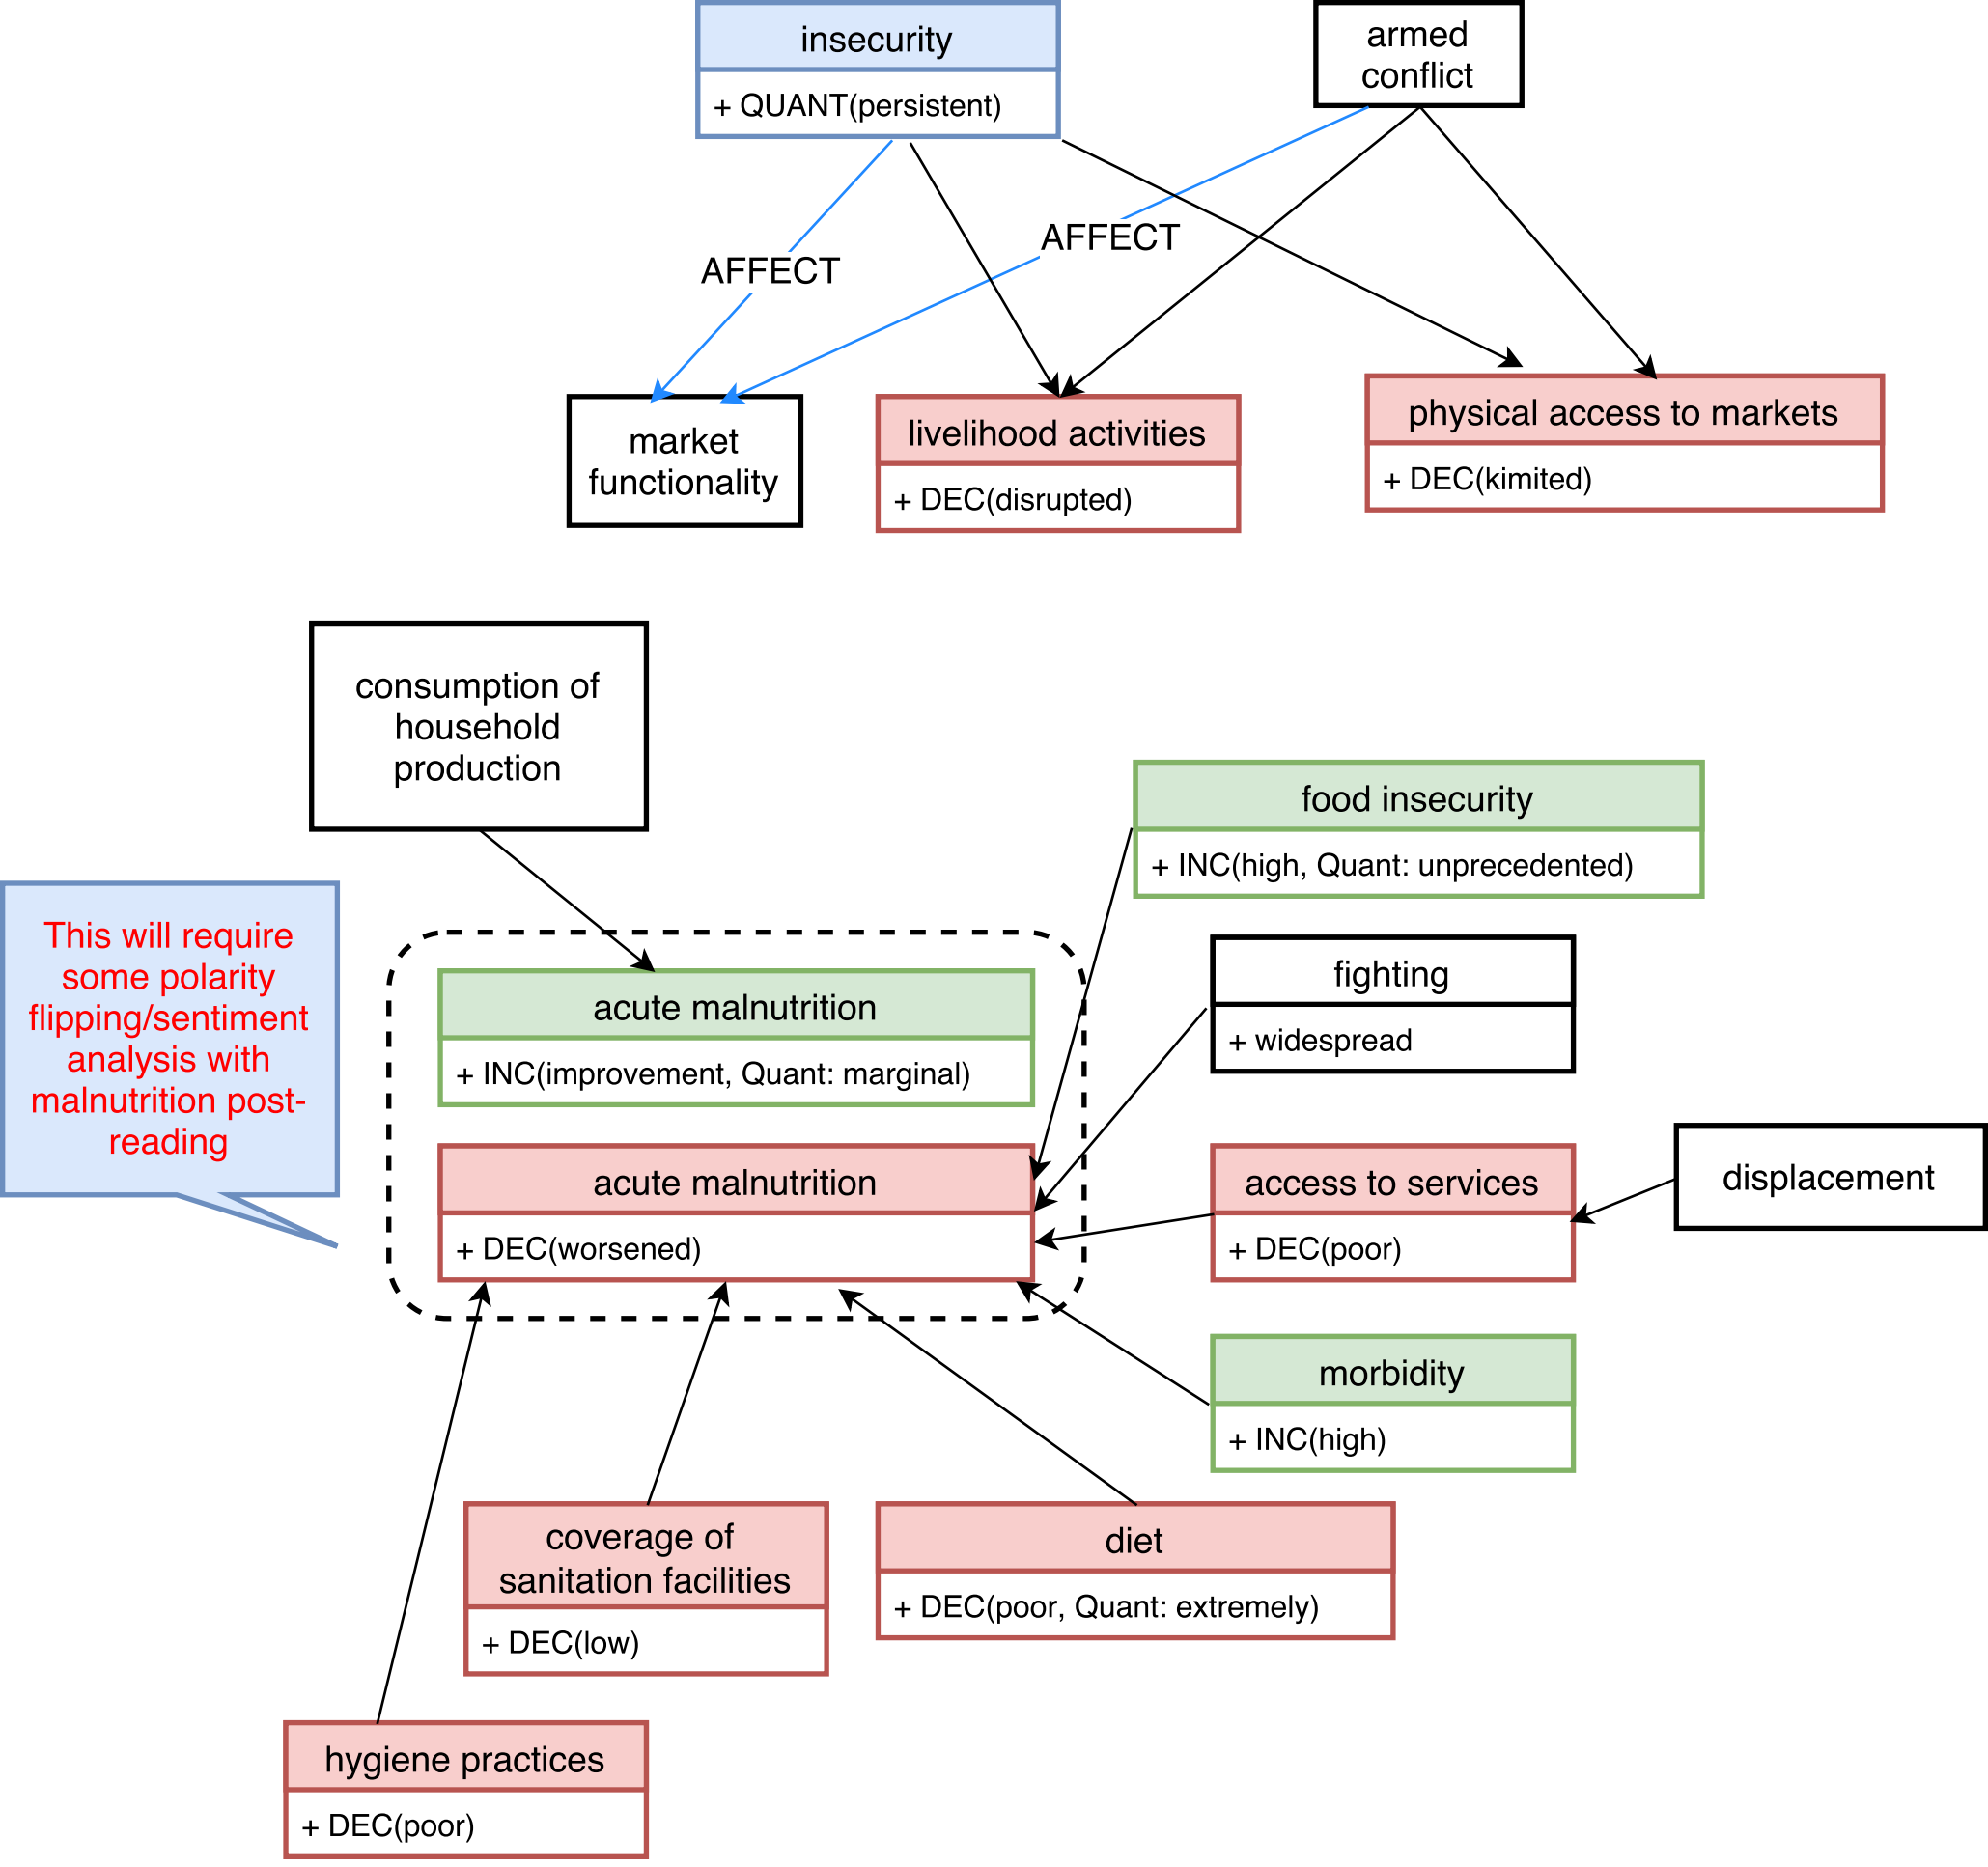 insecurity
+ QUANT(persistent)
armed
conflict
AFFECT
AFFECT
market
functionality
livelihood activities
+ DEC(disrupted)
physical access to markets
+ DEC(kimited)
consumption of
household
production
food insecurity
+ INC(high, Quant: unprecedented)
This will require
some polarity
flipping/sentiment
analysis with
malnutrition post-
reading
acute malnutrition
+ INC(improvement, Quant: marginal)
fighting
+ widespread
acute malnutrition
+ DEC(worsened)
access to services
+ DEC(poor)
displacement
morbidity
+ INC(high)
coverage of
sanitation facilities
+ DEC(low)
diet
+ DEC(poor, Quant: extremely)
hygiene practices
+ DEC(poor)